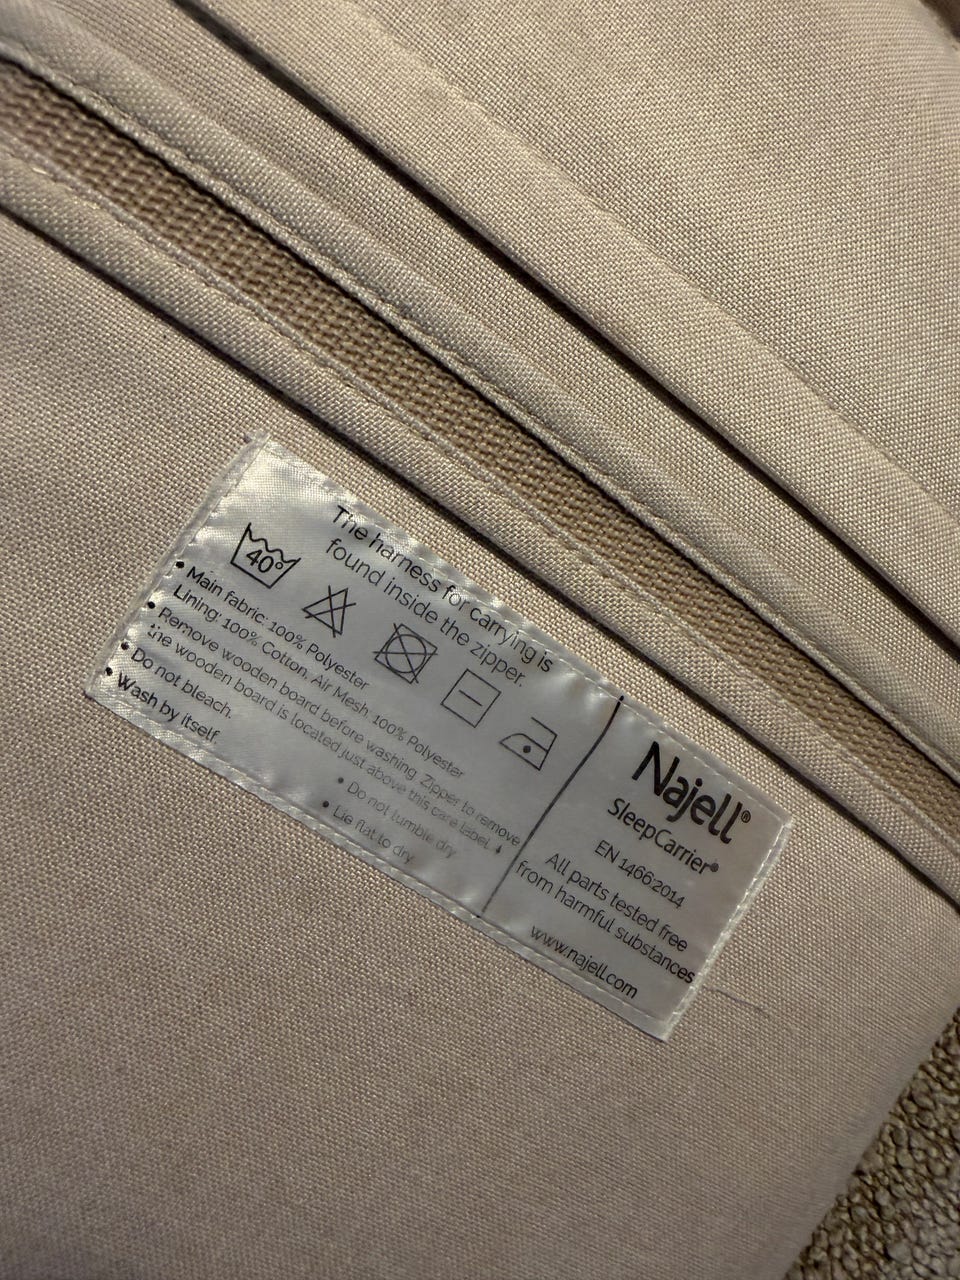 The harness for carrying is
found inside the zipper.
40°
• Main fabric: 100% Polyester
Lining: 100% Cotton, Air Mesh: 100% Polyester
• Remove wooden board before washing. Zipper to remove
the wooden board is located just above this care label.
• Do not bleach.
• Do not tumble dry
• Wash by itself.
• Lie flat to dry
Najell®
SleepCarrier®
EN 1466:2014
All parts tested free
from harmful substances
www.najell.com